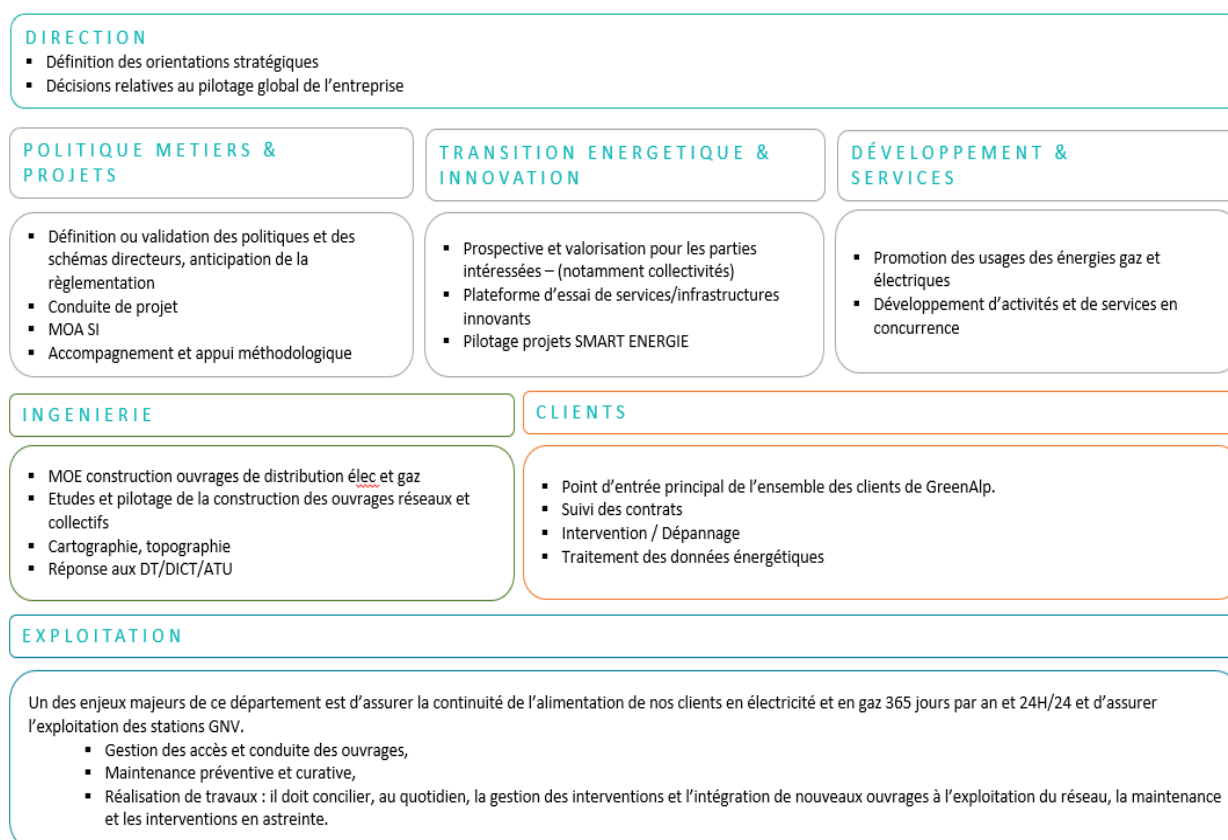 DIRECTION
▪ Définition des orientations stratégiques
▪ Décisions relatives au pilotage global de l’entreprise
POLITIQUE METIERS &
PROJETS
▪ Définition ou validation des politiques et des
schémas directeurs, anticipation de la
règlementation
▪ Conduite de projet
▪ MOA SI
▪ Accompagnement et appui méthodologique
TRANSITION ENERGETIQUE &
INNOVATION
▪ Prospective et valorisation pour les parties
intéressées – (notamment collectivités)
▪ Plateforme d’essai de services/infrastructures
innovants
▪ Pilotage projets SMART ENERGIE
DÉVELOPPEMENT &
SERVICES
▪ Promotion des usages des énergies gaz et
électriques
▪ Développement d’activités et de services en
concurrence
INGENIERIE
▪ MOE construction ouvrages de distribution élec et gaz
▪ Etudes et pilotage de la construction des ouvrages réseaux et
collectifs
▪ Cartographie, topographie
▪ Réponse aux DT/DICT/ATU
CLIENTS
▪ Point d’entrée principal de l’ensemble des clients de GreenAlp.
▪ Suivi des contrats
▪ Intervention / Dépannage
▪ Traitement des données énergétiques
EXPLOITATION
Un des enjeux majeurs de ce département est d’assurer la continuité de l’alimentation de nos clients en électricité et en gaz 365 jours par an et 24H/24 et d’assurer
l’exploitation des stations GNV.
▪ Gestion des accès et conduite des ouvrages,
▪ Maintenance préventive et curative,
▪ Réalisation de travaux : il doit concilier, au quotidien, la gestion des interventions et l’intégration de nouveaux ouvrages à l’exploitation du réseau, la maintenance
et les interventions en astreinte.